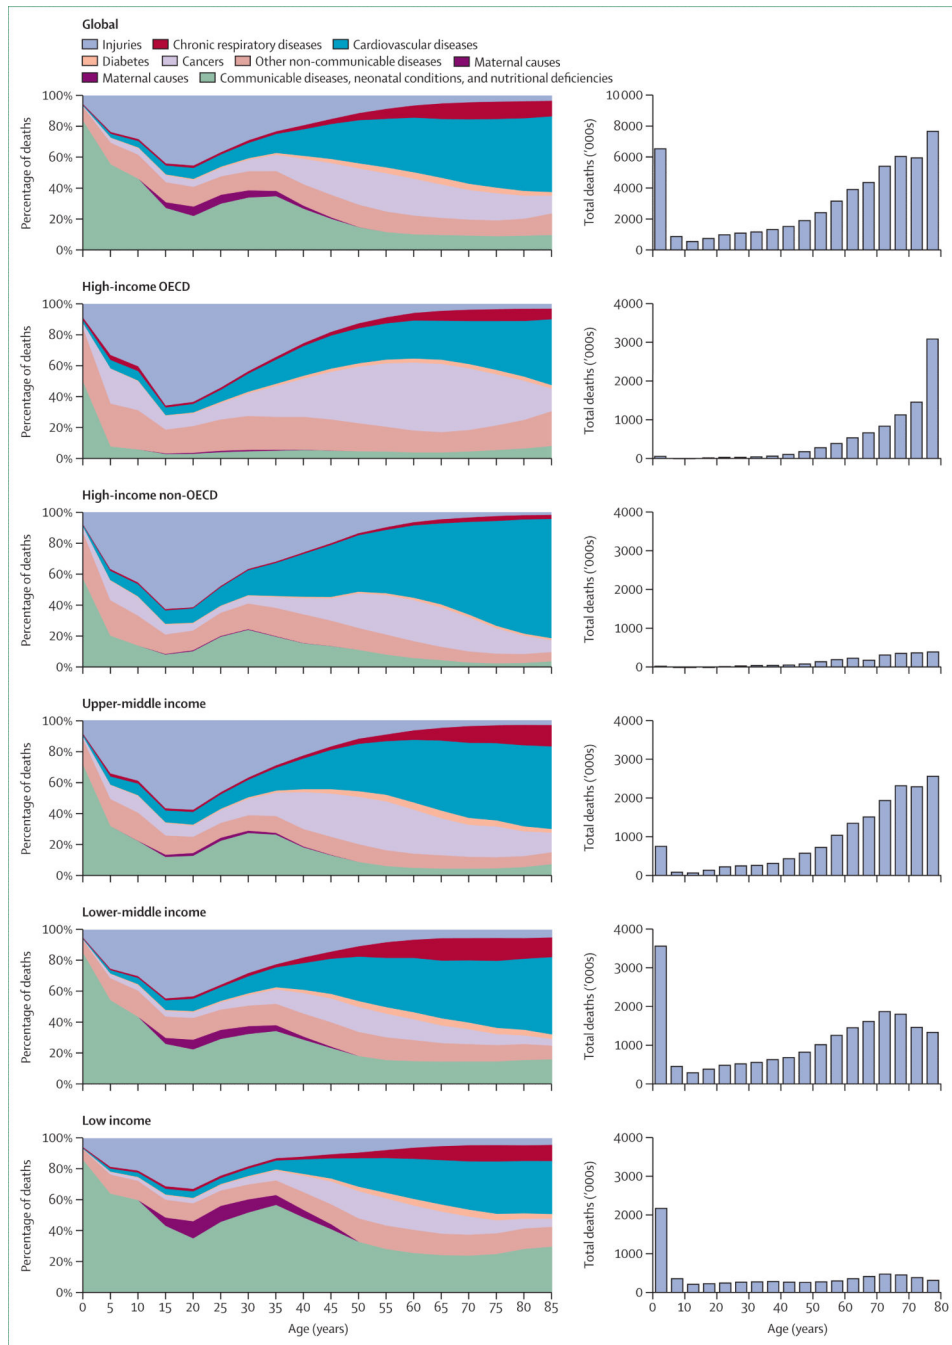 Global
Injuries Chronic respiratory diseases Cardiovascular diseases
Diabetes Cancers Other non-communicable diseases Maternal causes
Maternal causes Communicable diseases, neonatal conditions, and nutritional deficiencies
100%
80%
60%
40%
20%
0%
Percentage of deaths
10 000
8000
6000
4000
2000
0
Total deaths ('000s)
High-income OECD
100%
80%
60%
40%
20%
0%
Percentage of deaths
4000
3000
2000
1000
0
Total deaths ('000s)
High-income non-OECD
100%
80%
60%
40%
20%
0%
Percentage of deaths
4000
3000
2000
1000
0
Total deaths ('000s)
Upper-middle income
100%
80%
60%
40%
20%
0%
Percentage of deaths
4000
3000
2000
1000
0
Total deaths ('000s)
Lower-middle income
100%
80%
60%
40%
20%
0%
Percentage of deaths
4000
3000
2000
1000
0
Total deaths ('000s)
Low income
100%
80%
60%
40%
20%
0%
Percentage of deaths
0 5 10 15 20 25 30 35 40 45 50 55 60 65 70 75 80 85
Age (years)
4000
3000
2000
1000
0
Total deaths ('000s)
0 10 20 30 40 50 60 70 70 80
Age (years)